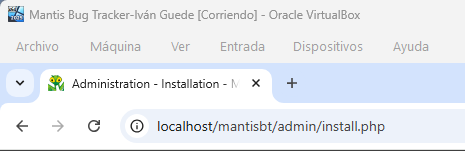 Mantis Bug Tracker-Iván Guede [Corriendo] - Oracle VirtualBox
Archivo Máquina Ver Entrada Dispositivos Ayuda
Administration - Installation - M
localhost/mantisbt/admin/install.php